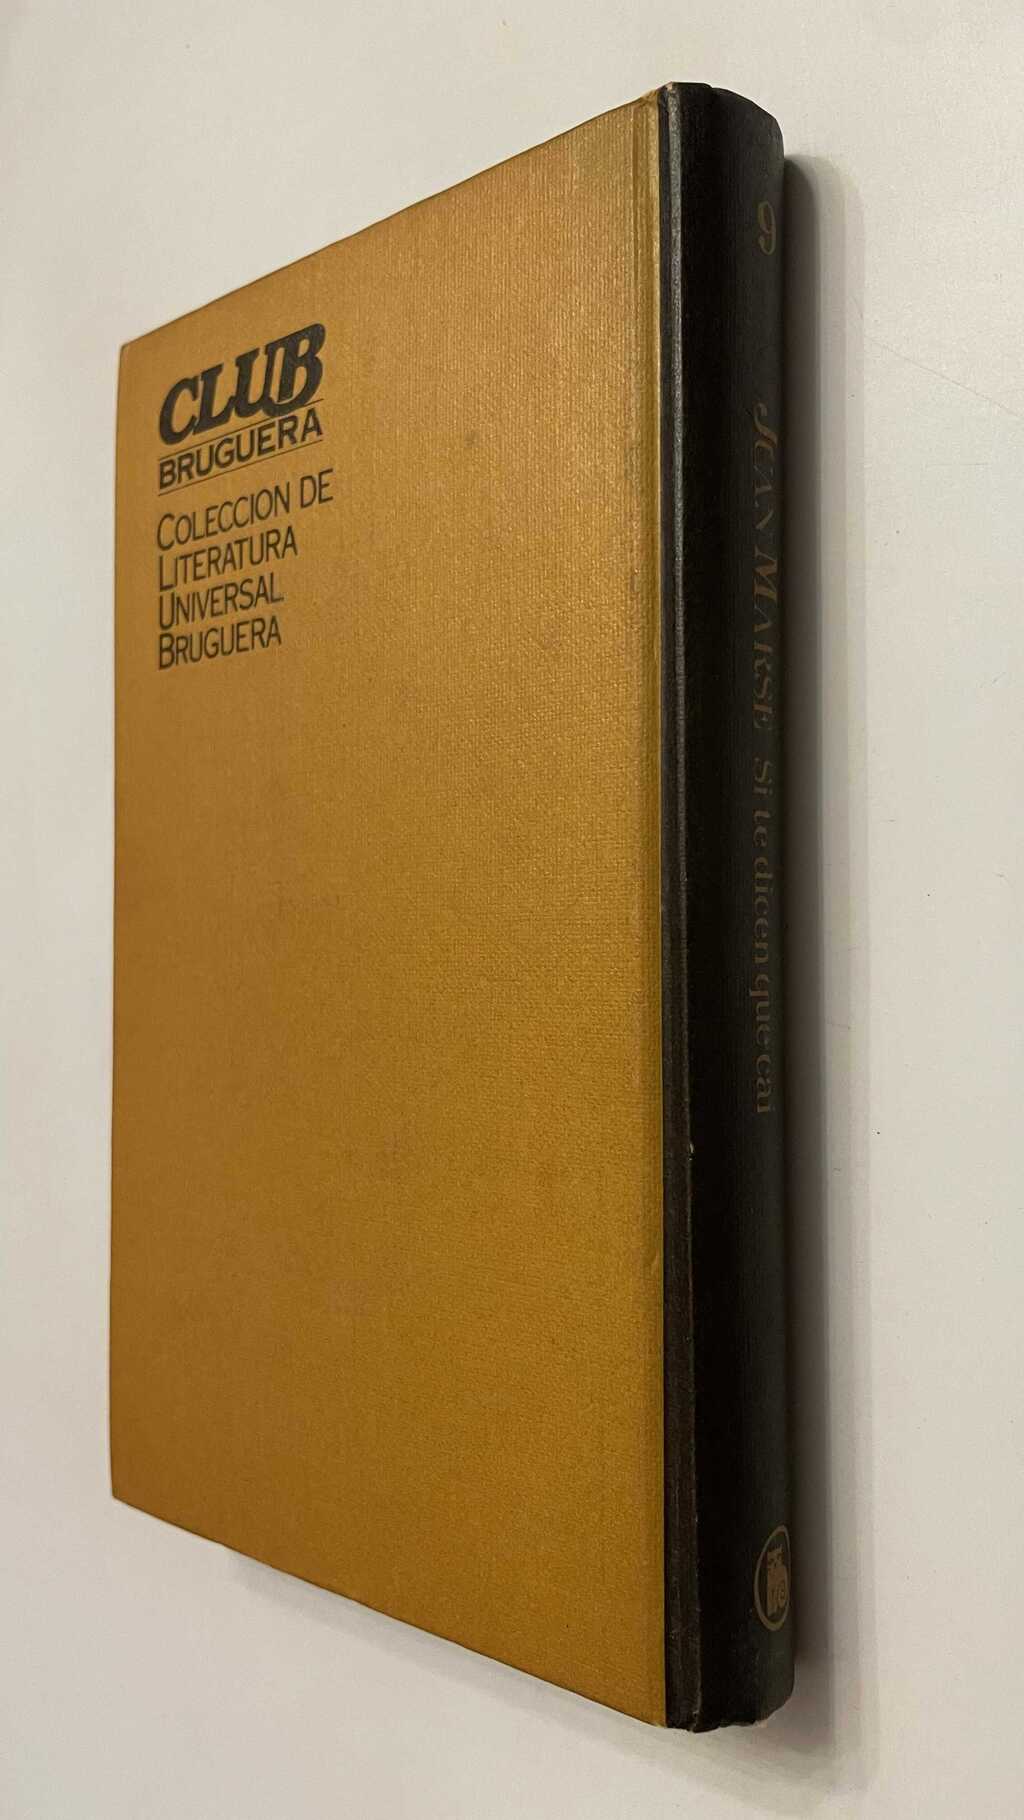 CLUB
BRUGUERA
COLECCION DE
LITERATURA
UNIVERSAL
BRUGUERA
9
JUAN MARSE Si te dicen que caí